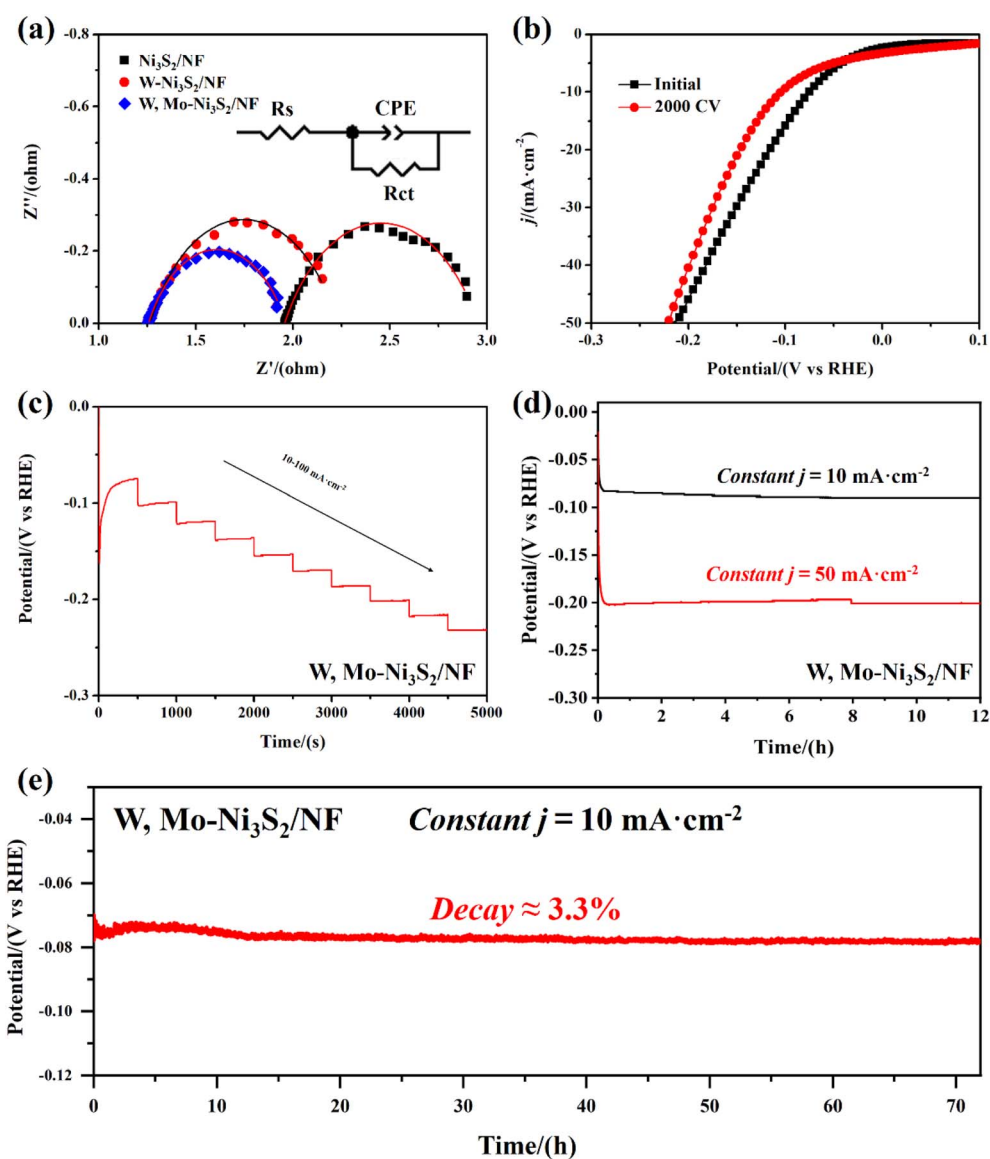 (a)
-0.8
-0.6
-0.4
-0.2
0.0
Z''/(ohm)
Ni₃S₂/NF
W-Ni₃S₂/NF
W, Mo-Ni₃S₂/NF
Rs
CPE
Rct
1.0 1.5 2.0 2.5 3.0
Z'/(ohm)
(b)
0
-10
-20
-30
-40
-50
j/(mA·cm⁻²)
Initial
2000 CV
-0.3 -0.2 -0.1 0.0 0.1
Potential/(V vs RHE)
(c)
0.0
-0.1
-0.2
-0.3
Potential/(V vs RHE)
10-100 mA·cm⁻²
W, Mo-Ni₃S₂/NF
0 1000 2000 3000 4000 5000
Time/(s)
(d)
0.00
-0.05
-0.10
-0.15
-0.20
-0.25
-0.30
Potential/(V vs RHE)
Constant j = 10 mA·cm⁻²
Constant j = 50 mA·cm⁻²
W, Mo-Ni₃S₂/NF
0 2 4 6 8 10 12
Time/(h)
(e)
-0.04
-0.06
-0.08
-0.10
-0.12
Potential/(V vs RHE)
W, Mo-Ni₃S₂/NF Constant j = 10 mA·cm⁻²
Decay ≈ 3.3%
0 10 20 30 40 50 60 70
Time/(h)